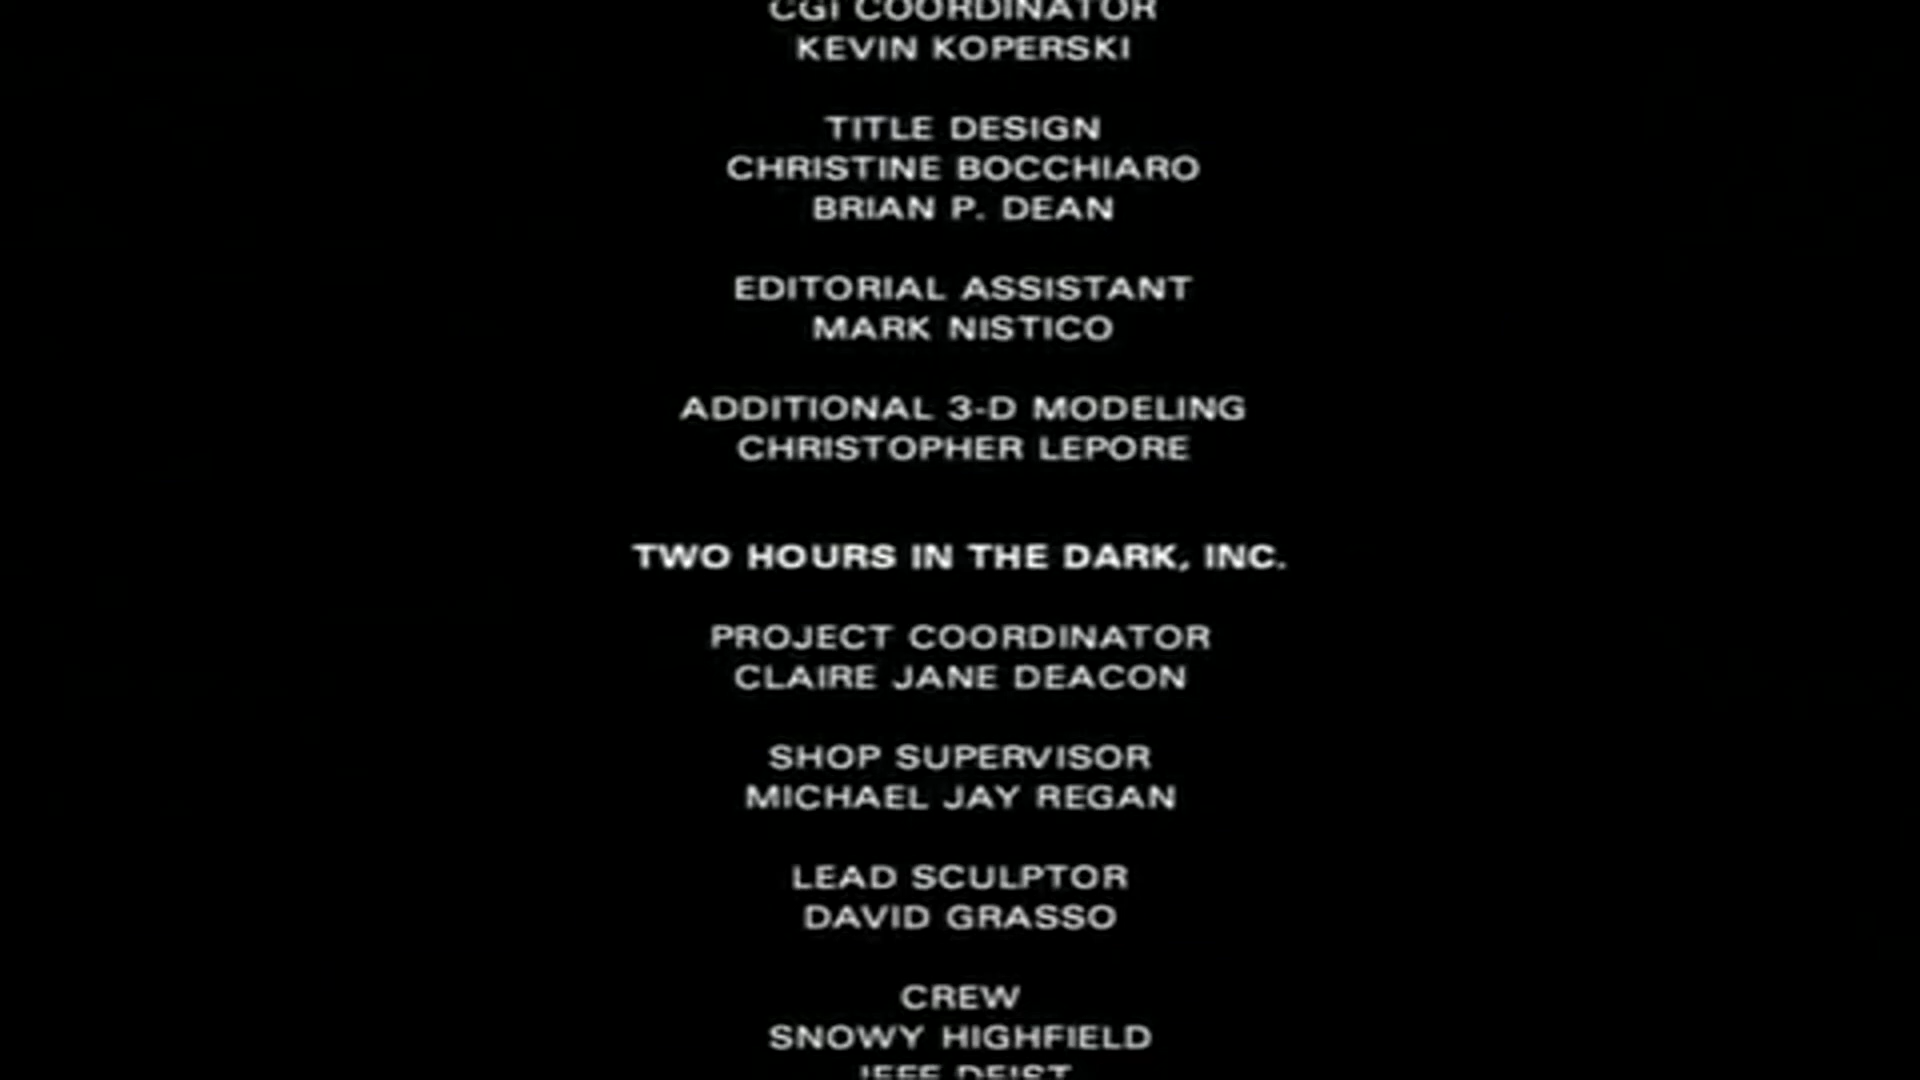 CGI COORDINATOR
KEVIN KOPERSKI
TITLE DESIGN
CHRISTINE BOCCHIARO
BRIAN P. DEAN
EDITORIAL ASSISTANT
MARK NISTICO
ADDITIONAL 3-D MODELING
CHRISTOPHER LEPORE
TWO HOURS IN THE DARK, INC.
PROJECT COORDINATOR
CLAIRE JANE DEACON
SHOP SUPERVISOR
MICHAEL JAY REGAN
LEAD SCULPTOR
DAVID GRASSO
CREW
SNOWY HIGHFIELD
JEFF DEIST